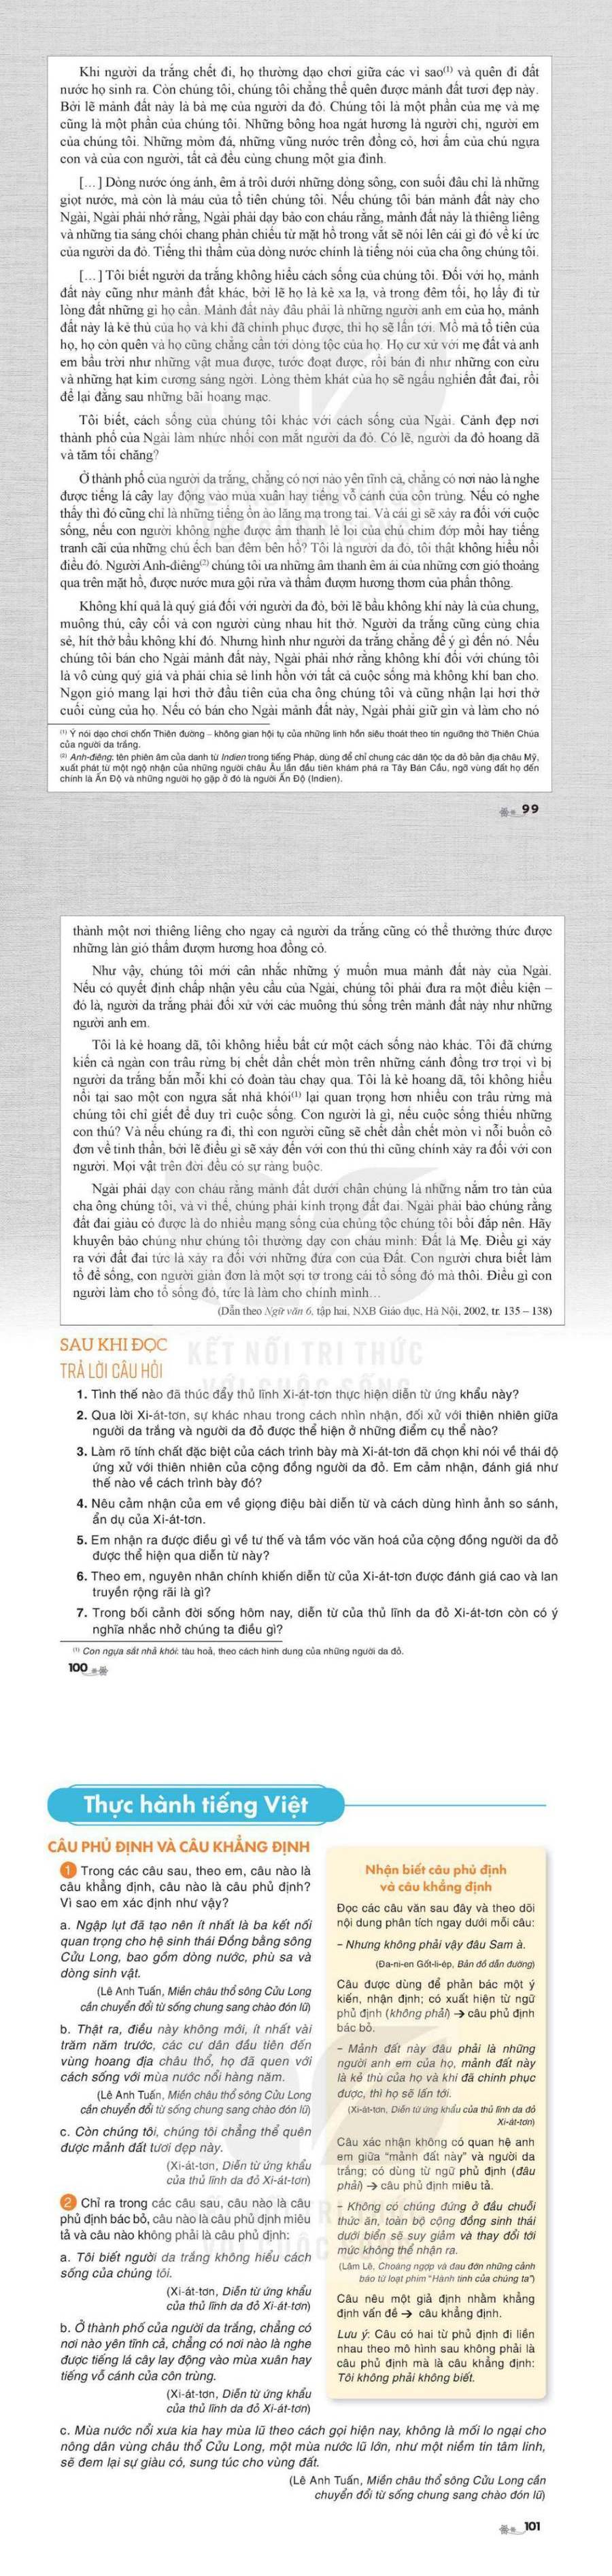 Khi người da trắng chết đi, họ thường dạo chơi giữa các vì sao(1) và quên đi đất
nước họ sinh ra. Còn chúng tôi, chúng tôi chẳng thể quên được mảnh đất tươi đẹp này.
Bởi lẽ mảnh đất này là bà mẹ của người da đỏ. Chúng tôi là một phần của mẹ và mẹ
cũng là một phần của chúng tôi. Những bông hoa ngát hương là người chị, người em
của chúng tôi. Những mỏm đá, những vũng nước trên đồng cỏ, hơi ấm của chú ngựa
con và của con người, tất cả đều cùng chung một gia đình.
[…] Dòng nước óng ánh, êm ả trôi dưới những dòng sông, con suối đâu chỉ là những
giọt nước, mà còn là máu của tổ tiên chúng tôi. Nếu chúng tôi bán mảnh đất này cho
Ngài, Ngài phải nhớ rằng, Ngài phải dạy bảo con cháu rằng, mảnh đất này là thiêng liêng
và những tia sáng chói chang phản chiếu từ mặt hồ trong vắt sẽ nói lên cái gì đó về kí ức
của người da đỏ. Tiếng thì thầm của dòng nước chính là tiếng nói của cha ông chúng tôi.
[…] Tôi biết người da trắng không hiểu cách sống của chúng tôi. Đối với họ, mảnh
đất này cũng như mảnh đất khác, bởi lẽ họ là kẻ xa lạ, và trong đêm tối, họ lấy đi từ
lòng đất những gì họ cần. Mảnh đất này đâu phải là những người anh em của họ, mảnh
đất này là kẻ thù của họ và khi đã chinh phục được, thì họ sẽ lấn tới. Mồ mả tổ tiên của
họ, họ còn quên và họ cũng chẳng cần tới dòng tộc của họ. Họ cư xử với mẹ đất và anh
em bầu trời như những vật mua được, tước đoạt được, rồi bán đi như những con cừu
và những hạt kim cương sáng ngời. Lòng thèm khát của họ sẽ ngấu nghiến đất đai, rồi
để lại đằng sau những bãi hoang mạc.
Tôi biết, cách sống của chúng tôi khác với cách sống của Ngài. Cảnh đẹp nơi
thành phố của Ngài làm nhức nhối con mắt người da đỏ. Có lẽ, người da đỏ hoang dã
và tăm tối chăng?
Ở thành phố của người da trắng, chẳng có nơi nào yên tĩnh cả, chẳng có nơi nào là nghe
được tiếng lá cây lay động vào mùa xuân hay tiếng vỗ cánh của côn trùng. Nếu có nghe
thấy thì đó cũng chỉ là những tiếng ồn ào lăng mạ trong tai. Và cái gì sẽ xảy ra đối với cuộc
sống, nếu con người không nghe được âm thanh lẻ loi của chú chim đớp mồi hay tiếng
tranh cãi của những chú ếch ban đêm bên hồ? Tôi là người da đỏ, tôi thật không hiểu nổi
điều đó. Người Anh-điêng(2) chúng tôi ưa những âm thanh êm ái của những cơn gió thoảng
qua trên mặt hồ, được nước mưa gội rửa và thấm đượm hương thơm của phấn thông.
Không khí quả là quý giá đối với người da đỏ, bởi lẽ bầu không khí này là của chung,
muông thú, cây cối và con người cùng nhau hít thở. Người da trắng cũng cùng chia
sẻ, hít thở bầu không khí đó. Nhưng hình như người da trắng chẳng để ý gì đến nó. Nếu
chúng tôi bán cho Ngài mảnh đất này, Ngài phải nhớ rằng không khí đối với chúng tôi
là vô cùng quý giá và phải chia sẻ linh hồn với tất cả cuộc sống mà không khí ban cho.
Ngọn gió mang lại hơi thở đầu tiên của cha ông chúng tôi và cũng nhận lại hơi thở
cuối cùng của họ. Nếu có bán cho Ngài mảnh đất này, Ngài phải giữ gìn và làm cho nó
(1) Ý nói dạo chơi chốn Thiên đường – không gian hội tụ của những linh hồn siêu thoát theo tín ngưỡng thờ Thiên Chúa
của người da trắng.
(2) Anh-điêng: tên phiên âm của danh từ Indien trong tiếng Pháp, dùng để chỉ chung các dân tộc da đỏ bản địa châu Mỹ,
xuất phát từ một ngộ nhận của những người châu Âu lần đầu tiên khám phá ra Tây Bán Cầu, ngỡ vùng đất họ đến
chính là Ấn Độ và những người họ gặp ở đó là người Ấn Độ (Indien).
99
thành một nơi thiêng liêng cho ngay cả người da trắng cũng có thể thưởng thức được
những làn gió thấm đượm hương hoa đồng cỏ.
Như vậy, chúng tôi mới cân nhắc những ý muốn mua mảnh đất này của Ngài.
Nếu có quyết định chấp nhận yêu cầu của Ngài, chúng tôi phải đưa ra một điều kiện –
đó là, người da trắng phải đối xử với các muông thú sống trên mảnh đất này như những
người anh em.
Tôi là kẻ hoang dã, tôi không hiểu bất cứ một cách sống nào khác. Tôi đã chứng
kiến cả ngàn con trâu rừng bị chết dần chết mòn trên những cánh đồng trơ trọi vì bị
người da trắng bắn mỗi khi có đoàn tàu chạy qua. Tôi là kẻ hoang dã, tôi không hiểu
nổi tại sao một con ngựa sắt nhả khói(1) lại quan trọng hơn nhiều con trâu rừng mà
chúng tôi chỉ giết để duy trì cuộc sống. Con người là gì, nếu cuộc sống thiếu những
con thú? Và nếu chúng ra đi, thì con người cũng sẽ chết dần chết mòn vì nỗi buồn cô
đơn về tinh thần, bởi lẽ điều gì sẽ xảy đến với con thú thì cũng chính xảy ra đối với con
người. Mọi vật trên đời đều có sự ràng buộc.
Ngài phải dạy con cháu rằng mảnh đất dưới chân chúng là những nắm tro tàn của
cha ông chúng tôi, và vì thế, chúng phải kính trọng đất đai. Ngài phải bảo chúng rằng
đất đai giàu có được là do nhiều mạng sống của chủng tộc chúng tôi bồi đắp nên. Hãy
khuyên bảo chúng như chúng tôi thường dạy con cháu mình: Đất là Mẹ. Điều gì xảy
ra với đất đai tức là xảy ra đối với những đứa con của Đất. Con người chưa biết làm
tổ để sống, con người giản đơn là một sợi tơ trong cái tổ sống đó mà thôi. Điều gì con
người làm cho tổ sống đó, tức là làm cho chính mình…
(Dẫn theo Ngữ văn 6, tập hai, NXB Giáo dục, Hà Nội, 2002, tr. 135 – 138)
SAU KHI ĐỌC
KẾT NỐI TRI THỨC
VỚI CUỘC SỐNG
TRẢ LỜI CÂU HỎI
1. Tình thế nào đã thúc đẩy thủ lĩnh Xi-át-tơn thực hiện diễn từ ứng khẩu này?
2. Qua lời Xi-át-tơn, sự khác nhau trong cách nhìn nhận, đối xử với thiên nhiên giữa
người da trắng và người da đỏ được thể hiện ở những điểm cụ thể nào?
3. Làm rõ tính chất đặc biệt của cách trình bày mà Xi-át-tơn đã chọn khi nói về thái độ
ứng xử với thiên nhiên của cộng đồng người da đỏ. Em cảm nhận, đánh giá như
thế nào về cách trình bày đó?
4. Nêu cảm nhận của em về giọng điệu bài diễn từ và cách dùng hình ảnh so sánh,
ẩn dụ của Xi-át-tơn.
5. Em nhận ra được điều gì về tư thế và tầm vóc văn hoá của cộng đồng người da đỏ
được thể hiện qua diễn từ này?
6. Theo em, nguyên nhân chính khiến diễn từ của Xi-át-tơn được đánh giá cao và lan
truyền rộng rãi là gì?
7. Trong bối cảnh đời sống hôm nay, diễn từ của thủ lĩnh da đỏ Xi-át-tơn còn có ý
nghĩa nhắc nhở chúng ta điều gì?
(1) Con ngựa sắt nhả khói: tàu hoả, theo cách hình dung của những người da đỏ.
100
Thực hành tiếng Việt
CÂU PHỦ ĐỊNH VÀ CÂU KHẲNG ĐỊNH
1 Trong các câu sau, theo em, câu nào là
câu khẳng định, câu nào là câu phủ định?
Vì sao em xác định như vậy?
a. Ngập lụt đã tạo nên ít nhất là ba kết nối
quan trọng cho hệ sinh thái Đồng bằng sông
Cửu Long, bao gồm dòng nước, phù sa và
dòng sinh vật.
(Lê Anh Tuấn, Miền châu thổ sông Cửu Long
cần chuyển đổi từ sống chung sang chào đón lũ)
b. Thật ra, điều này không mới, ít nhất vài
trăm năm trước, các cư dân đầu tiên đến
vùng hoang địa châu thổ, họ đã quen với
cách sống với mùa nước nổi hàng năm.
(Lê Anh Tuấn, Miền châu thổ sông Cửu Long
cần chuyển đổi từ sống chung sang chào đón lũ)
c. Còn chúng tôi, chúng tôi chẳng thể quên
được mảnh đất tươi đẹp này.
(Xi-át-tơn, Diễn từ ứng khẩu
của thủ lĩnh da đỏ Xi-át-tơn)
2 Chỉ ra trong các câu sau, câu nào là câu
phủ định bác bỏ, câu nào là câu phủ định miêu
tả và câu nào không phải là câu phủ định:
a. Tôi biết người da trắng không hiểu cách
sống của chúng tôi.
(Xi-át-tơn, Diễn từ ứng khẩu
của thủ lĩnh da đỏ Xi-át-tơn)
b. Ở thành phố của người da trắng, chẳng có
nơi nào yên tĩnh cả, chẳng có nơi nào là nghe
được tiếng lá cây lay động vào mùa xuân hay
tiếng vỗ cánh của côn trùng.
(Xi-át-tơn, Diễn từ ứng khẩu
của thủ lĩnh da đỏ Xi-át-tơn)
Nhận biết câu phủ định
và câu khẳng định
Đọc các câu văn sau đây và theo dõi
nội dung phân tích ngay dưới mỗi câu:
– Nhưng không phải vậy đâu Sam à.
(Đa-ni-en Gốt-li-ép, Bản đồ dẫn đường)
Câu được dùng để phản bác một ý
kiến, nhận định; có xuất hiện từ ngữ
phủ định (không phải) → câu phủ định
bác bỏ.
– Mảnh đất này đâu phải là những
người anh em của họ, mảnh đất này
là kẻ thù của họ và khi đã chinh phục
được, thì họ sẽ lấn tới.
(Xi-át-tơn, Diễn từ ứng khẩu của thủ lĩnh da đỏ
Xi-át-tơn)
Câu xác nhận không có quan hệ anh
em giữa “mảnh đất này” và người da
trắng; có dùng từ ngữ phủ định (đâu
phải) → câu phủ định miêu tả.
– Không có chúng đứng ở đầu chuỗi
thức ăn, toàn bộ cộng đồng sinh thái
dưới biển sẽ suy giảm và thay đổi tới
mức không thể nhận ra.
(Lâm Lê, Choáng ngợp và đau đớn những cảnh
báo từ loạt phim “Hành tinh của chúng ta”)
Câu nêu một giả định nhằm khẳng
định vấn đề → câu khẳng định.
Lưu ý: Câu có hai từ phủ định đi liền
nhau theo mô hình sau không phải là
câu phủ định mà là câu khẳng định:
Tôi không phải không biết.
c. Mùa nước nổi xưa kia hay mùa lũ theo cách gọi hiện nay, không là mối lo ngại cho
nông dân vùng châu thổ Cửu Long, một mùa nước lũ lớn, như một niềm tin tâm linh,
sẽ đem lại sự giàu có, sung túc cho vùng đất.
(Lê Anh Tuấn, Miền châu thổ sông Cửu Long cần
chuyển đổi từ sống chung sang chào đón lũ)
101